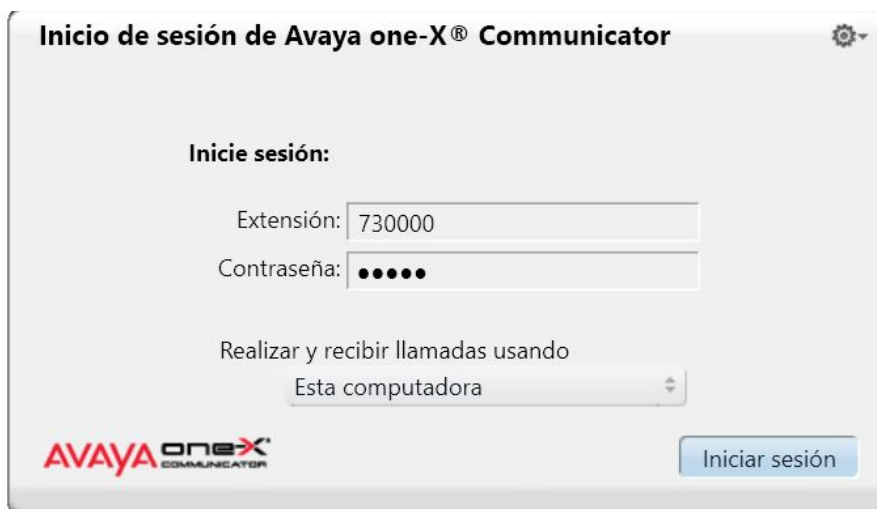 Inicio de sesión de Avaya one-X® Communicator
Inicie sesión:
Extensión: 730000
Contraseña: •••••
Realizar y recibir llamadas usando
Esta computadora
AVAYA one-X COMMUNICATOR
Iniciar sesión